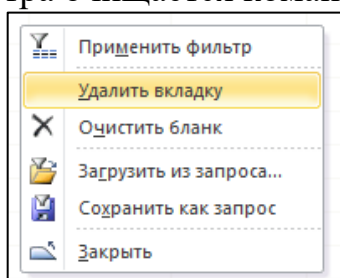 Применить фильтр
Удалить вкладку
Очистить бланк
Загрузить из запроса...
Сохранить как запрос
Закрыть